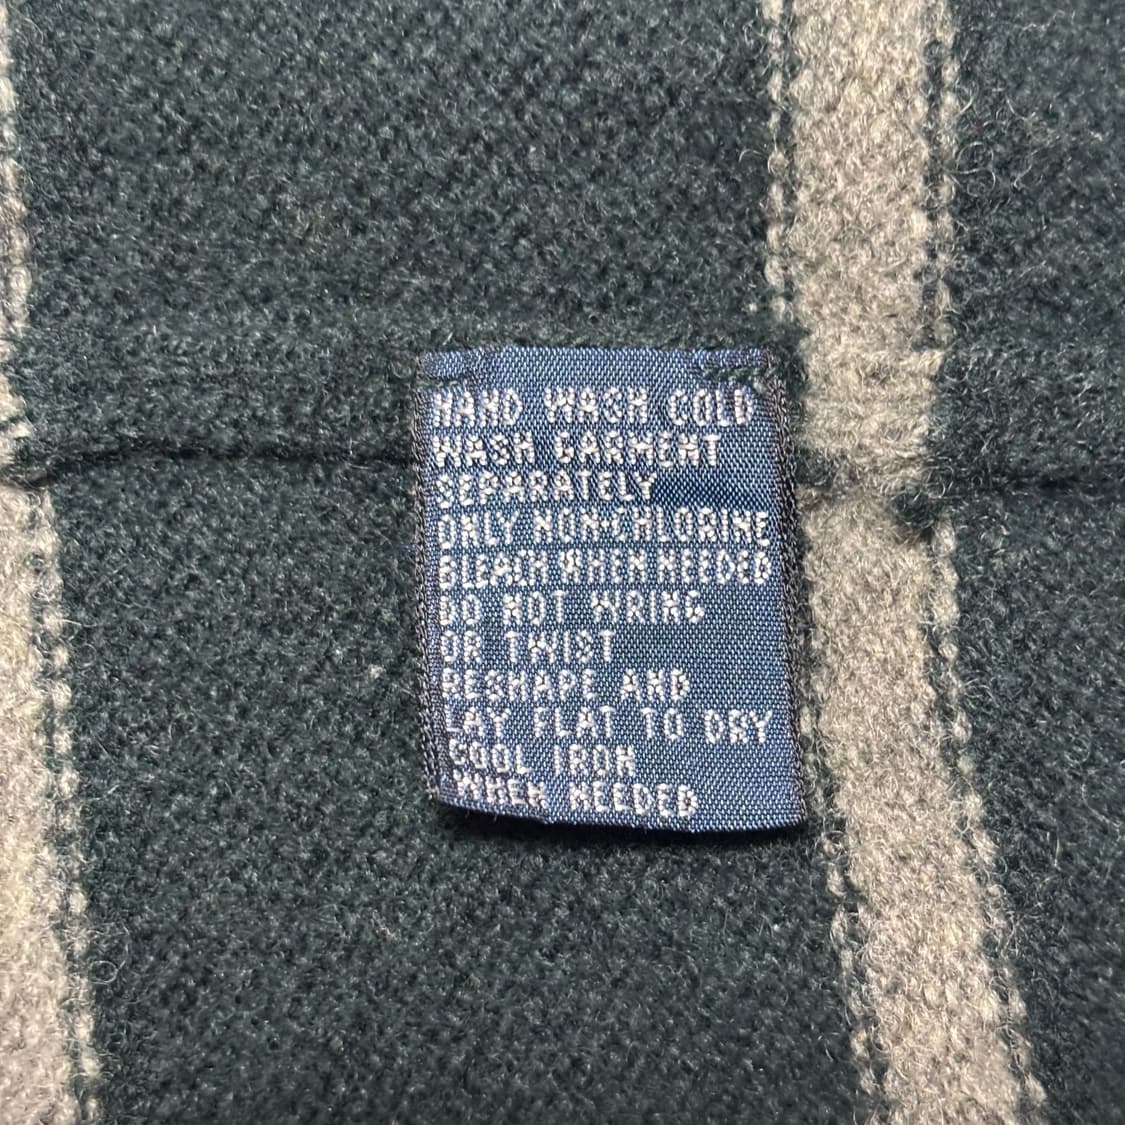 HAND WASH COLD
WASH GARMENT
SEPARATELY
ONLY NON-CHLORINE
BLEACH WHEN NEEDED
DO NOT WRING
OR TWIST
RESHAPE AND
LAY FLAT TO DRY
COOL IRON
WHEN NEEDED